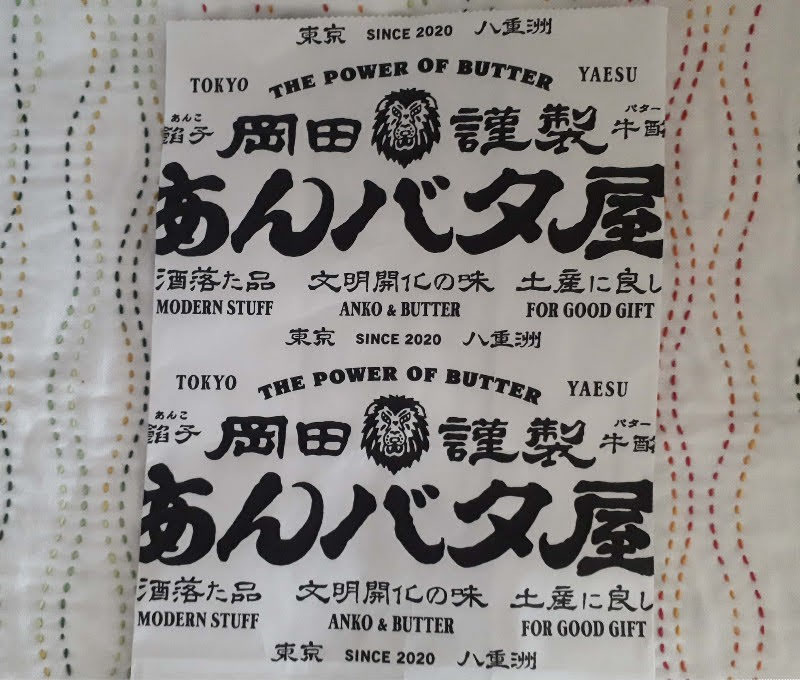 東京 SINCE 2020 八重洲
TOKYO THE POWER OF BUTTER YAESU
あんこ バター
餡子 岡田謹製 牛酪
あんバタ屋
洒落た品 文明開化の味 土産に良し
MODERN STUFF ANKO & BUTTER FOR GOOD GIFT
東京 SINCE 2020 八重洲
TOKYO THE POWER OF BUTTER YAESU
あんこ バター
餡子 岡田謹製 牛酪
あんバタ屋
洒落た品 文明開化の味 土産に良し
MODERN STUFF ANKO & BUTTER FOR GOOD GIFT
東京 SINCE 2020 八重洲